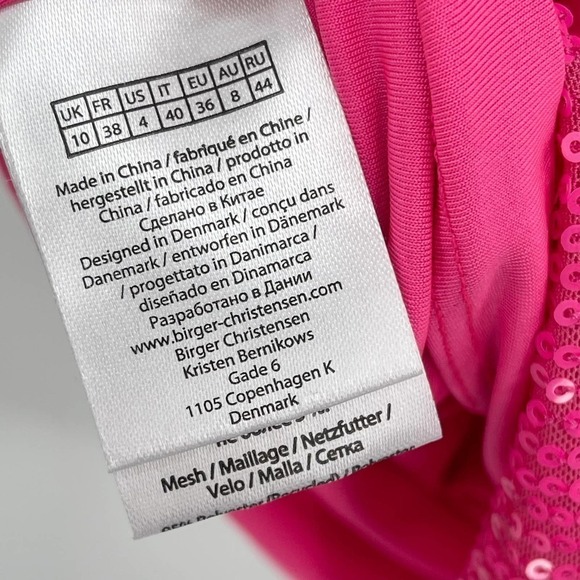 UK FR US IT EU AU RU
10 38 4 40 36 8 44
Made in China / fabriqué en Chine /
hergestellt in China / prodotto in
China / fabricado en China
Сделано в Китае
Designed in Denmark / conçu dans
Danemark / entworfen in Dänemark
/ progettato in Danimarca /
diseñado en Dinamarca
Разработано в Дании
www.birger-christensen.com
Birger Christensen
Kristen Bernikows
Gade 6
1105 Copenhagen K
Denmark
Mesh / Maillage / Netzfutter /
Velo / Malla / Сетка